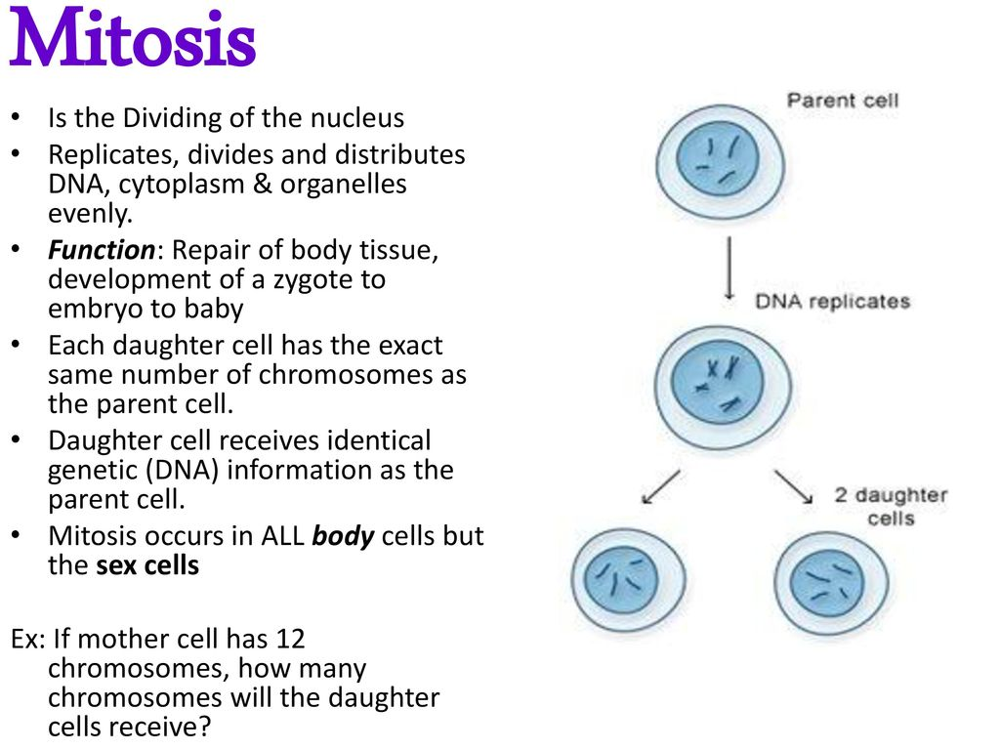 Mitosis
• Is the Dividing of the nucleus
• Replicates, divides and distributes
DNA, cytoplasm & organelles
evenly.
• Function: Repair of body tissue,
development of a zygote to
embryo to baby
• Each daughter cell has the exact
same number of chromosomes as
the parent cell.
• Daughter cell receives identical
genetic (DNA) information as the
parent cell.
• Mitosis occurs in ALL body cells but
the sex cells
Ex: If mother cell has 12
chromosomes, how many
chromosomes will the daughter
cells receive?
Parent cell
DNA replicates
2 daughter
cells